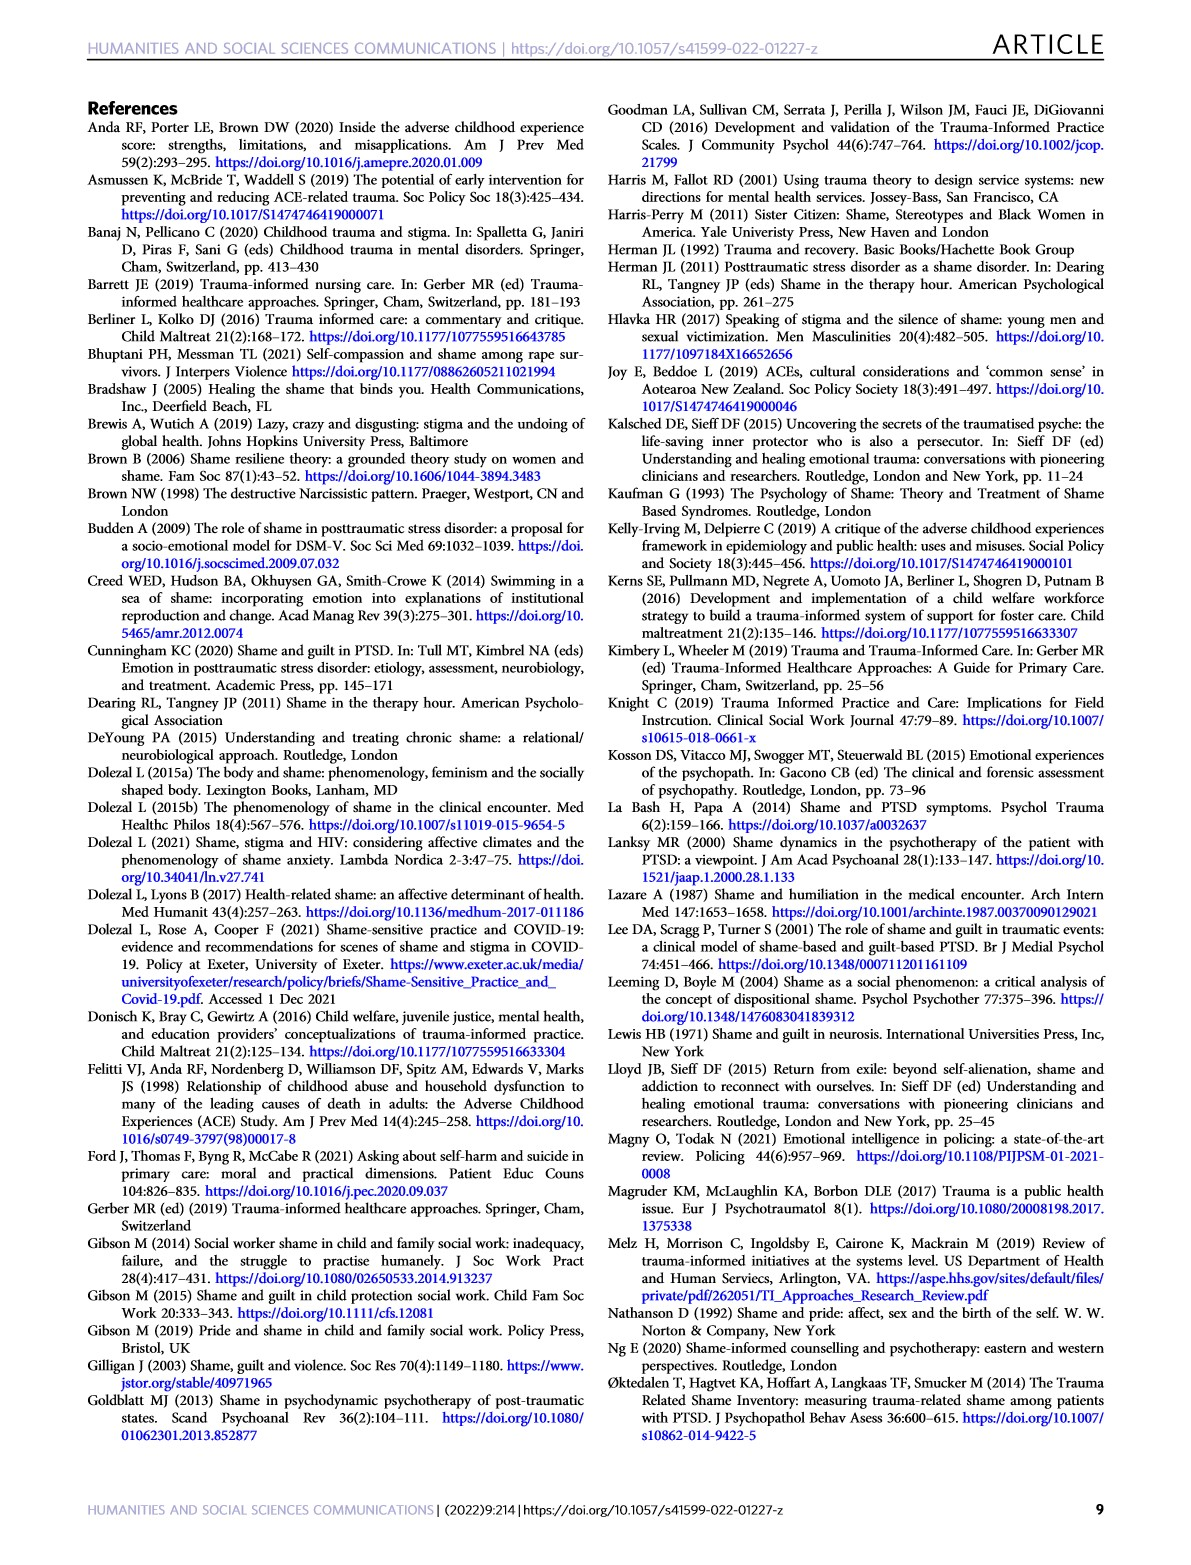 HUMANITIES AND SOCIAL SCIENCES COMMUNICATIONS | https://doi.org/10.1057/s41599-022-01227-z
ARTICLE
References
Anda RF, Porter LE, Brown DW (2020) Inside the adverse childhood experience
score: strengths, limitations, and misapplications. Am J Prev Med
59(2):293–295. https://doi.org/10.1016/j.amepre.2020.01.009
Asmussen K, McBride T, Waddell S (2019) The potential of early intervention for
preventing and reducing ACE-related trauma. Soc Policy Soc 18(3):425–434.
https://doi.org/10.1017/S1474746419000071
Banaj N, Pellicano C (2020) Childhood trauma and stigma. In: Spalletta G, Janiri
D, Piras F, Sani G (eds) Childhood trauma in mental disorders. Springer,
Cham, Switzerland, pp. 413–430
Barrett JE (2019) Trauma-informed nursing care. In: Gerber MR (ed) Trauma-
informed healthcare approaches. Springer, Cham, Switzerland, pp. 181–193
Berliner L, Kolko DJ (2016) Trauma informed care: a commentary and critique.
Child Maltreat 21(2):168–172. https://doi.org/10.1177/1077559516643785
Bhuptani PH, Messman TL (2021) Self-compassion and shame among rape sur-
vivors. J Interpers Violence https://doi.org/10.1177/08862605211021994
Bradshaw J (2005) Healing the shame that binds you. Health Communications,
Inc., Deerfield Beach, FL
Brewis A, Wutich A (2019) Lazy, crazy and disgusting: stigma and the undoing of
global health. Johns Hopkins University Press, Baltimore
Brown B (2006) Shame resiliene theory: a grounded theory study on women and
shame. Fam Soc 87(1):43–52. https://doi.org/10.1606/1044-3894.3483
Brown NW (1998) The destructive Narcissistic pattern. Praeger, Westport, CN and
London
Budden A (2009) The role of shame in posttraumatic stress disorder: a proposal for
a socio-emotional model for DSM-V. Soc Sci Med 69:1032–1039. https://doi.
org/10.1016/j.socscimed.2009.07.032
Creed WED, Hudson BA, Okhuysen GA, Smith-Crowe K (2014) Swimming in a
sea of shame: incorporating emotion into explanations of institutional
reproduction and change. Acad Manag Rev 39(3):275–301. https://doi.org/10.
5465/amr.2012.0074
Cunningham KC (2020) Shame and guilt in PTSD. In: Tull MT, Kimbrel NA (eds)
Emotion in posttraumatic stress disorder: etiology, assessment, neurobiology,
and treatment. Academic Press, pp. 145–171
Dearing RL, Tangney JP (2011) Shame in the therapy hour. American Psycholo-
gical Association
DeYoung PA (2015) Understanding and treating chronic shame: a relational/
neurobiological approach. Routledge, London
Dolezal L (2015a) The body and shame: phenomenology, feminism and the socially
shaped body. Lexington Books, Lanham, MD
Dolezal L (2015b) The phenomenology of shame in the clinical encounter. Med
Healthc Philos 18(4):567–576. https://doi.org/10.1007/s11019-015-9654-5
Dolezal L (2021) Shame, stigma and HIV: considering affective climates and the
phenomenology of shame anxiety. Lambda Nordica 2-3:47–75. https://doi.
org/10.34041/ln.v27.741
Dolezal L, Lyons B (2017) Health-related shame: an affective determinant of health.
Med Humanit 43(4):257–263. https://doi.org/10.1136/medhum-2017-011186
Dolezal L, Rose A, Cooper F (2021) Shame-sensitive practice and COVID-19:
evidence and recommendations for scenes of shame and stigma in COVID-
19. Policy at Exeter, University of Exeter. https://www.exeter.ac.uk/media/
universityofexeter/research/policy/briefs/Shame-Sensitive_Practice_and_
Covid-19.pdf. Accessed 1 Dec 2021
Donisch K, Bray C, Gewirtz A (2016) Child welfare, juvenile justice, mental health,
and education providers' conceptualizations of trauma-informed practice.
Child Maltreat 21(2):125–134. https://doi.org/10.1177/1077559516633304
Felitti VJ, Anda RF, Nordenberg D, Williamson DF, Spitz AM, Edwards V, Marks
JS (1998) Relationship of childhood abuse and household dysfunction to
many of the leading causes of death in adults: the Adverse Childhood
Experiences (ACE) Study. Am J Prev Med 14(4):245–258. https://doi.org/10.
1016/s0749-3797(98)00017-8
Ford J, Thomas F, Byng R, McCabe R (2021) Asking about self-harm and suicide in
primary care: moral and practical dimensions. Patient Educ Couns
104:826–835. https://doi.org/10.1016/j.pec.2020.09.037
Gerber MR (ed) (2019) Trauma-informed healthcare approaches. Springer, Cham,
Switzerland
Gibson M (2014) Social worker shame in child and family social work: inadequacy,
failure, and the struggle to practise humanely. J Soc Work Pract
28(4):417–431. https://doi.org/10.1080/02650533.2014.913237
Gibson M (2015) Shame and guilt in child protection social work. Child Fam Soc
Work 20:333–343. https://doi.org/10.1111/cfs.12081
Gibson M (2019) Pride and shame in child and family social work. Policy Press,
Bristol, UK
Gilligan J (2003) Shame, guilt and violence. Soc Res 70(4):1149–1180. https://www.
jstor.org/stable/40971965
Goldblatt MJ (2013) Shame in psychodynamic psychotherapy of post-traumatic
states. Scand Psychoanal Rev 36(2):104–111. https://doi.org/10.1080/
01062301.2013.852877
Goodman LA, Sullivan CM, Serrata J, Perilla J, Wilson JM, Fauci JE, DiGiovanni
CD (2016) Development and validation of the Trauma-Informed Practice
Scales. J Community Psychol 44(6):747–764. https://doi.org/10.1002/jcop.
21799
Harris M, Fallot RD (2001) Using trauma theory to design service systems: new
directions for mental health services. Jossey-Bass, San Francisco, CA
Harris-Perry M (2011) Sister Citizen: Shame, Stereotypes and Black Women in
America. Yale Univeristy Press, New Haven and London
Herman JL (1992) Trauma and recovery. Basic Books/Hachette Book Group
Herman JL (2011) Posttraumatic stress disorder as a shame disorder. In: Dearing
RL, Tangney JP (eds) Shame in the therapy hour. American Psychological
Association, pp. 261–275
Hlavka HR (2017) Speaking of stigma and the silence of shame: young men and
sexual victimization. Men Masculinities 20(4):482–505. https://doi.org/10.
1177/1097184X16652656
Joy E, Beddoe L (2019) ACEs, cultural considerations and 'common sense' in
Aotearoa New Zealand. Soc Policy Society 18(3):491–497. https://doi.org/10.
1017/S1474746419000046
Kalsched DE, Sieff DF (2015) Uncovering the secrets of the traumatised psyche: the
life-saving inner protector who is also a persecutor. In: Sieff DF (ed)
Understanding and healing emotional trauma: conversations with pioneering
clinicians and researchers. Routledge, London and New York, pp. 11–24
Kaufman G (1993) The Psychology of Shame: Theory and Treatment of Shame
Based Syndromes. Routledge, London
Kelly-Irving M, Delpierre C (2019) A critique of the adverse childhood experiences
framework in epidemiology and public health: uses and misuses. Social Policy
and Society 18(3):445–456. https://doi.org/10.1017/S1474746419000101
Kerns SE, Pullmann MD, Negrete A, Uomoto JA, Berliner L, Shogren D, Putnam B
(2016) Development and implementation of a child welfare workforce
strategy to build a trauma-informed system of support for foster care. Child
maltreatment 21(2):135–146. https://doi.org/10.1177/1077559516633307
Kimbery L, Wheeler M (2019) Trauma and Trauma-Informed Care. In: Gerber MR
(ed) Trauma-Informed Healthcare Approaches: A Guide for Primary Care.
Springer, Cham, Switzerland, pp. 25–56
Knight C (2019) Trauma Informed Practice and Care: Implications for Field
Instrcution. Clinical Social Work Journal 47:79–89. https://doi.org/10.1007/
s10615-018-0661-x
Kosson DS, Vitacco MJ, Swogger MT, Steuerwald BL (2015) Emotional experiences
of the psychopath. In: Gacono CB (ed) The clinical and forensic assessment
of psychopathy. Routledge, London, pp. 73–96
La Bash H, Papa A (2014) Shame and PTSD symptoms. Psychol Trauma
6(2):159–166. https://doi.org/10.1037/a0032637
Lanksy MR (2000) Shame dynamics in the psychotherapy of the patient with
PTSD: a viewpoint. J Am Acad Psychoanal 28(1):133–147. https://doi.org/10.
1521/jaap.1.2000.28.1.133
Lazare A (1987) Shame and humiliation in the medical encounter. Arch Intern
Med 147:1653–1658. https://doi.org/10.1001/archinte.1987.00370090129021
Lee DA, Scragg P, Turner S (2001) The role of shame and guilt in traumatic events:
a clinical model of shame-based and guilt-based PTSD. Br J Medial Psychol
74:451–466. https://doi.org/10.1348/000711201161109
Leeming D, Boyle M (2004) Shame as a social phenomenon: a critical analysis of
the concept of dispositional shame. Psychol Psychother 77:375–396. https://
doi.org/10.1348/1476083041839312
Lewis HB (1971) Shame and guilt in neurosis. International Universities Press, Inc,
New York
Lloyd JB, Sieff DF (2015) Return from exile: beyond self-alienation, shame and
addiction to reconnect with ourselves. In: Sieff DF (ed) Understanding and
healing emotional trauma: conversations with pioneering clinicians and
researchers. Routledge, London and New York, pp. 25–45
Magny O, Todak N (2021) Emotional intelligence in policing: a state-of-the-art
review. Policing 44(6):957–969. https://doi.org/10.1108/PIJPSM-01-2021-
0008
Magruder KM, McLaughlin KA, Borbon DLE (2017) Trauma is a public health
issue. Eur J Psychotraumatol 8(1). https://doi.org/10.1080/20008198.2017.
1375338
Melz H, Morrison C, Ingoldsby E, Cairone K, Mackrain M (2019) Review of
trauma-informed initiatives at the systems level. US Department of Health
and Human Serviecs, Arlington, VA. https://aspe.hhs.gov/sites/default/files/
private/pdf/262051/TI_Approaches_Research_Review.pdf
Nathanson D (1992) Shame and pride: affect, sex and the birth of the self. W. W.
Norton & Company, New York
Ng E (2020) Shame-informed counselling and psychotherapy: eastern and western
perspectives. Routledge, London
Øktedalen T, Hagtvet KA, Hoffart A, Langkaas TF, Smucker M (2014) The Trauma
Related Shame Inventory: measuring trauma-related shame among patients
with PTSD. J Psychopathol Behav Asess 36:600–615. https://doi.org/10.1007/
s10862-014-9422-5
HUMANITIES AND SOCIAL SCIENCES COMMUNICATIONS | (2022)9:214 | https://doi.org/10.1057/s41599-022-01227-z
9